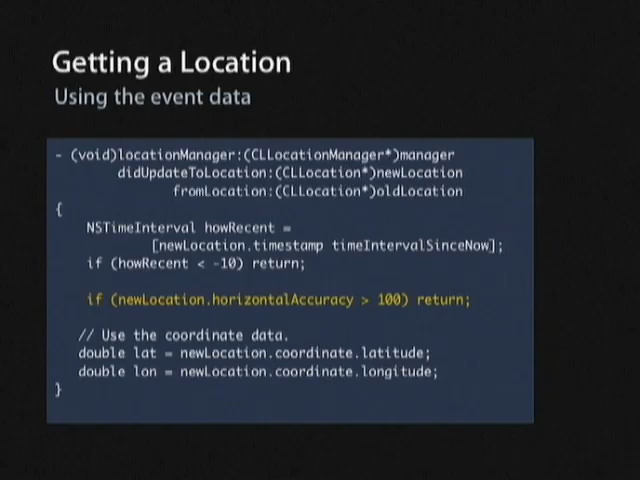 Getting a Location
Using the event data
- (void)locationManager:(CLLocationManager*)manager
didUpdateToLocation:(CLLocation*)newLocation
fromLocation:(CLLocation*)oldLocation
{
NSTimeInterval howRecent =
[newLocation.timestamp timeIntervalSinceNow];
if (howRecent < -10) return;
if (newLocation.horizontalAccuracy > 100) return;
// Use the coordinate data.
double lat = newLocation.coordinate.latitude;
double lon = newLocation.coordinate.longitude;
}